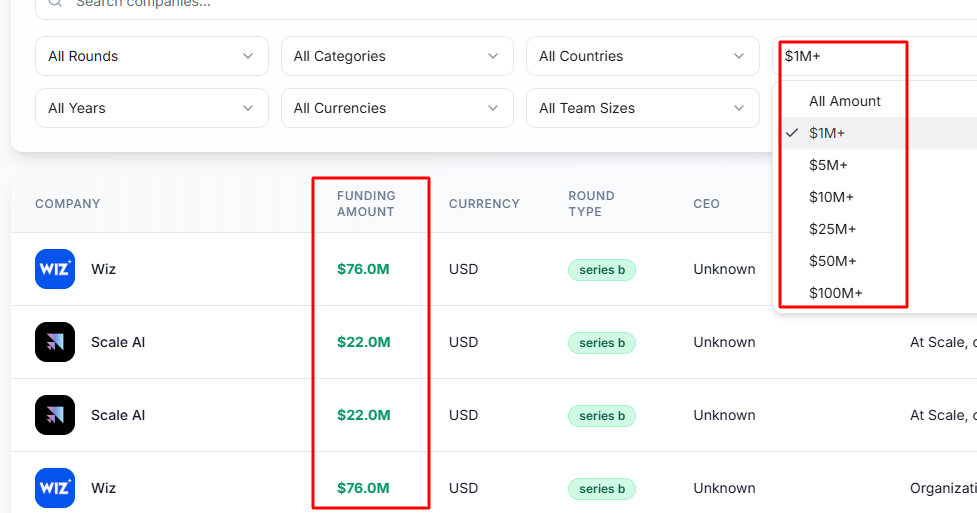 Search companies...
All Rounds
All Categories
All Countries
$1M+
All Years
All Currencies
All Team Sizes
All Amount
$1M+
$5M+
$10M+
$25M+
$50M+
$100M+
COMPANY
FUNDING
AMOUNT
CURRENCY
ROUND
TYPE
CEO
WIZ
Wiz
$76.0M
USD
series b
Unknown
Scale AI
$22.0M
USD
series b
Unknown
At Scale,
Scale AI
$22.0M
USD
series b
Unknown
At Scale,
WIZ
Wiz
$76.0M
USD
series b
Unknown
Organizati